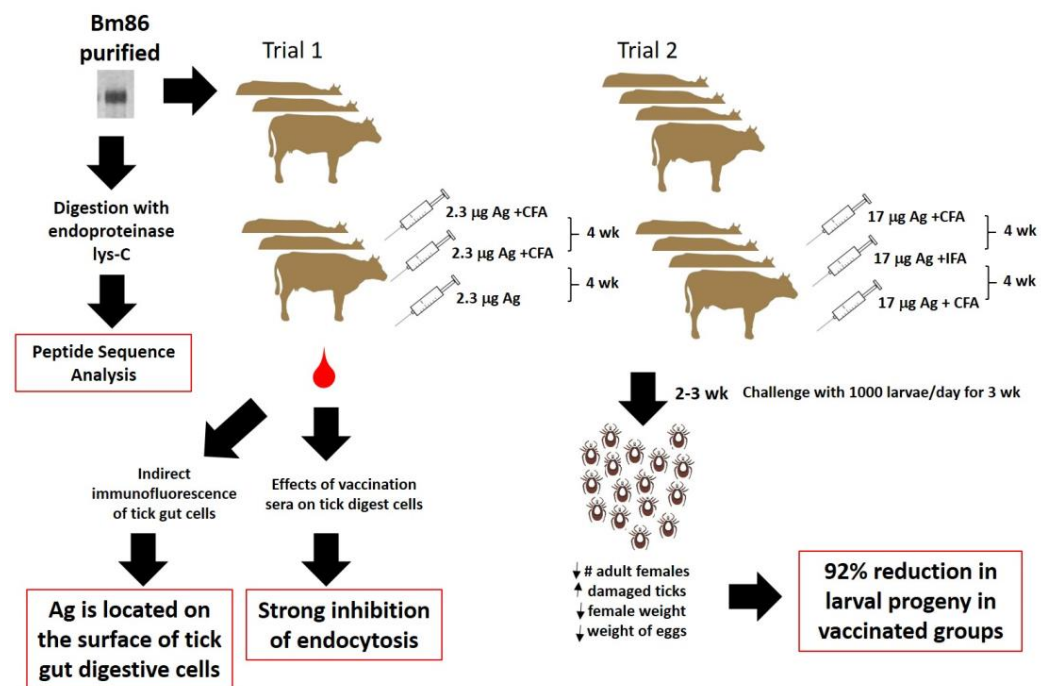 Bm86
purified
Trial 1
Trial 2
Digestion with
endoproteinase
lys-C
Peptide Sequence
Analysis
2.3 µg Ag +CFA
2.3 µg Ag +CFA
2.3 µg Ag
4 wk
4 wk
17 µg Ag +CFA
17 µg Ag +IFA
17 µg Ag + CFA
4 wk
4 wk
Indirect
immunofluorescence
of tick gut cells
Effects of vaccination
sera on tick digest cells
Ag is located on
the surface of tick
gut digestive cells
Strong inhibition
of endocytosis
2-3 wk
Challenge with 1000 larvae/day for 3 wk
# adult females
damaged ticks
female weight
weight of eggs
92% reduction in
larval progeny in
vaccinated groups